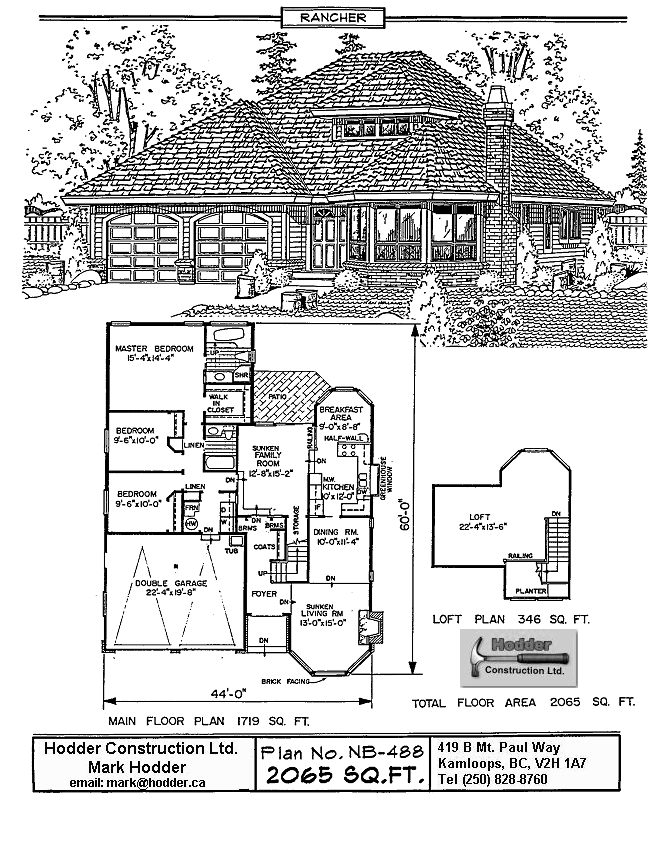 RANCHER
MASTER BEDROOM
15'-4"x14'-4"
UP
SHR
WALK
IN
CLOSET
PATIO
BREAKFAST
AREA
9'-0"x8'-8"
HALF-WALL
RAILING
BEDROOM
9'-6"x10'-0"
LINEN
SUNKEN
FAMILY
ROOM
12'-8"x15'-2"
DN
M.W.
KITCHEN
10'x12'-0"
DW
GREENHOUSE
WINDOW
DN
LINEN
BEDROOM
9'-6"x10'-0"
FRN
HW
D
W
DN
BRMS
DN
BRMS
STORAGE
F
DINING RM.
10'-0"x11'-4"
60'-0"
TUB
COATS
UP
DN
DOUBLE GARAGE
22'-4"x19'-8"
FOYER
DN
SUNKEN
LIVING RM
13'-0"x15'-0"
DN
BRICK FACING
44'-0"
MAIN FLOOR PLAN 1719 SQ. FT.
LOFT
22'-4"x13'-6"
DN
RAILING
PLANTER
LOFT PLAN 346 SQ. FT.
Hodder
Construction Ltd.
TOTAL FLOOR AREA 2065 SQ. FT.
Hodder Construction Ltd.
Mark Hodder
email: mark@hodder.ca
Plan No. NB-488
2065 SQ.FT.
419 B Mt. Paul Way
Kamloops, BC, V2H 1A7
Tel (250) 828-8760